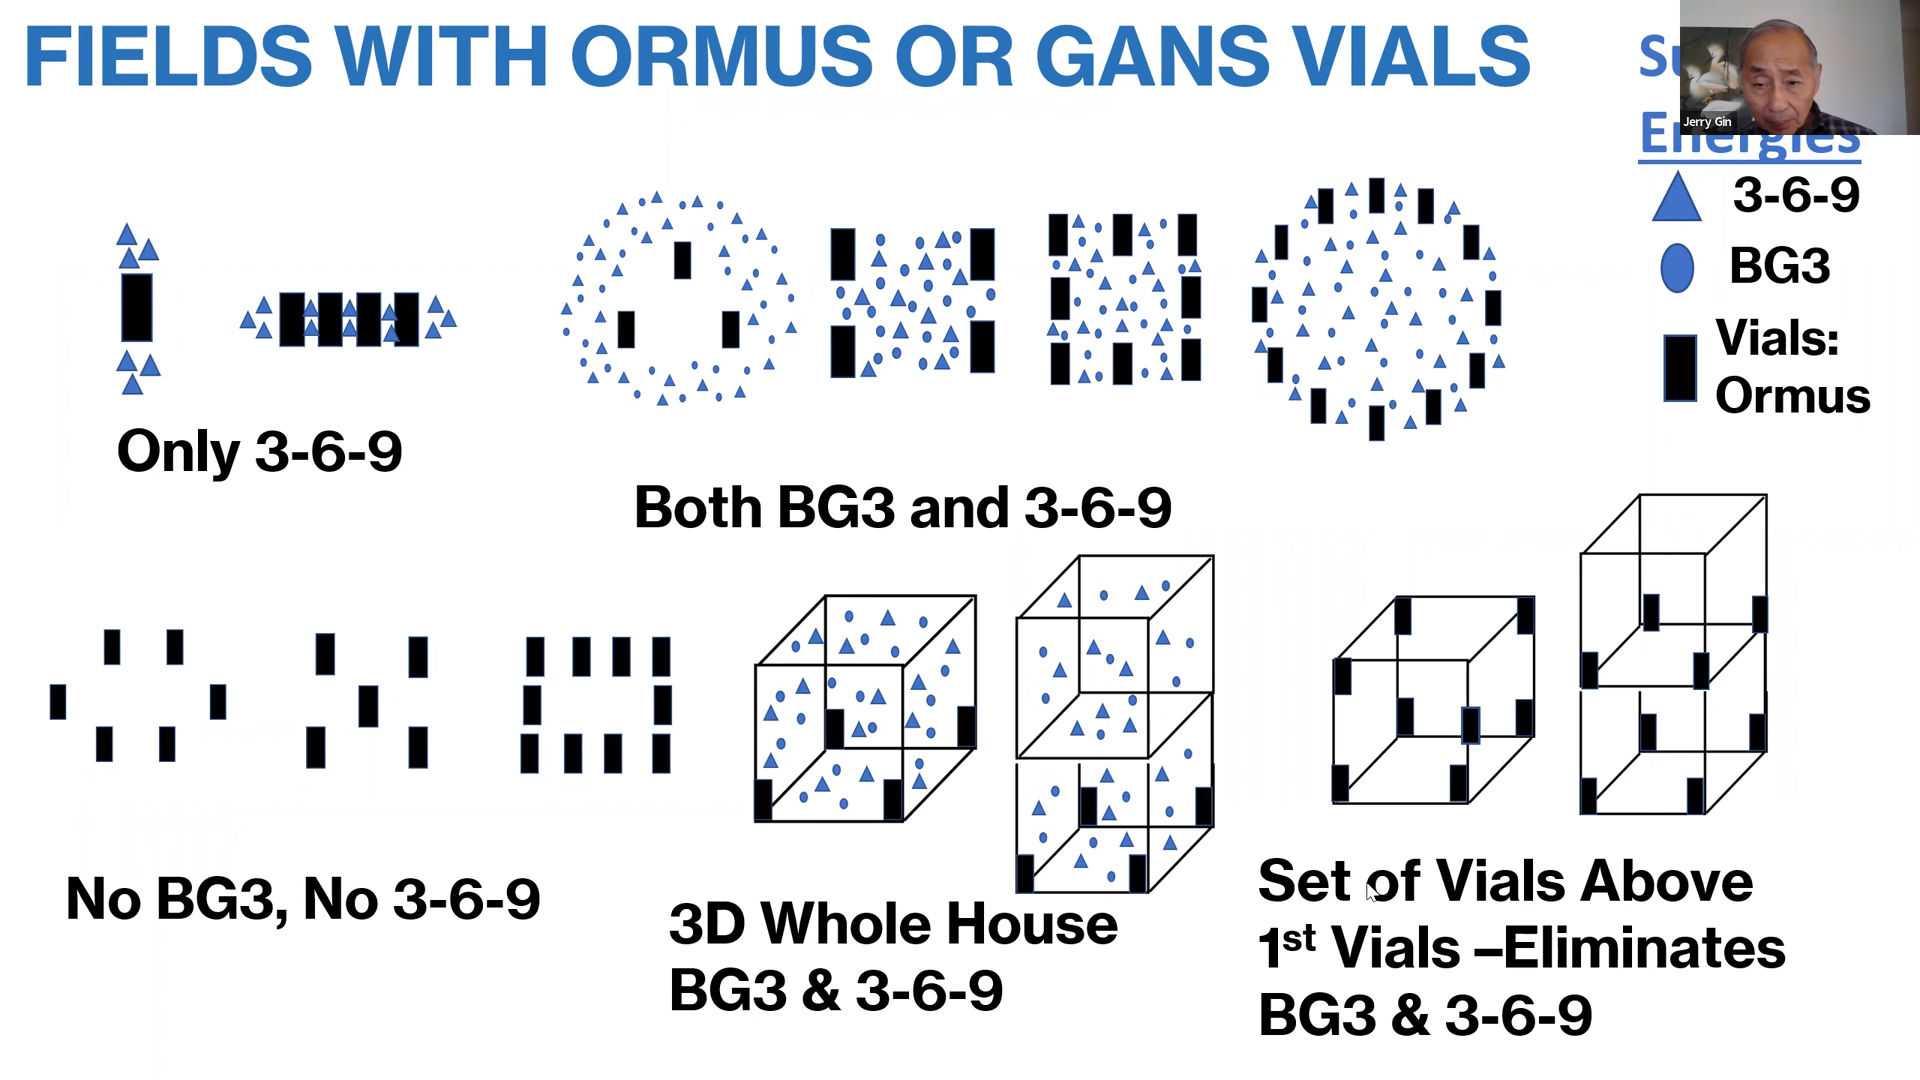 FIELDS WITH ORMUS OR GANS VIALS
Energies
Jerry Gin
3-6-9
BG3
Vials:
Ormus
Only 3-6-9
Both BG3 and 3-6-9
No BG3, No 3-6-9
3D Whole House
BG3 & 3-6-9
Set of Vials Above
1st Vials –Eliminates
BG3 & 3-6-9